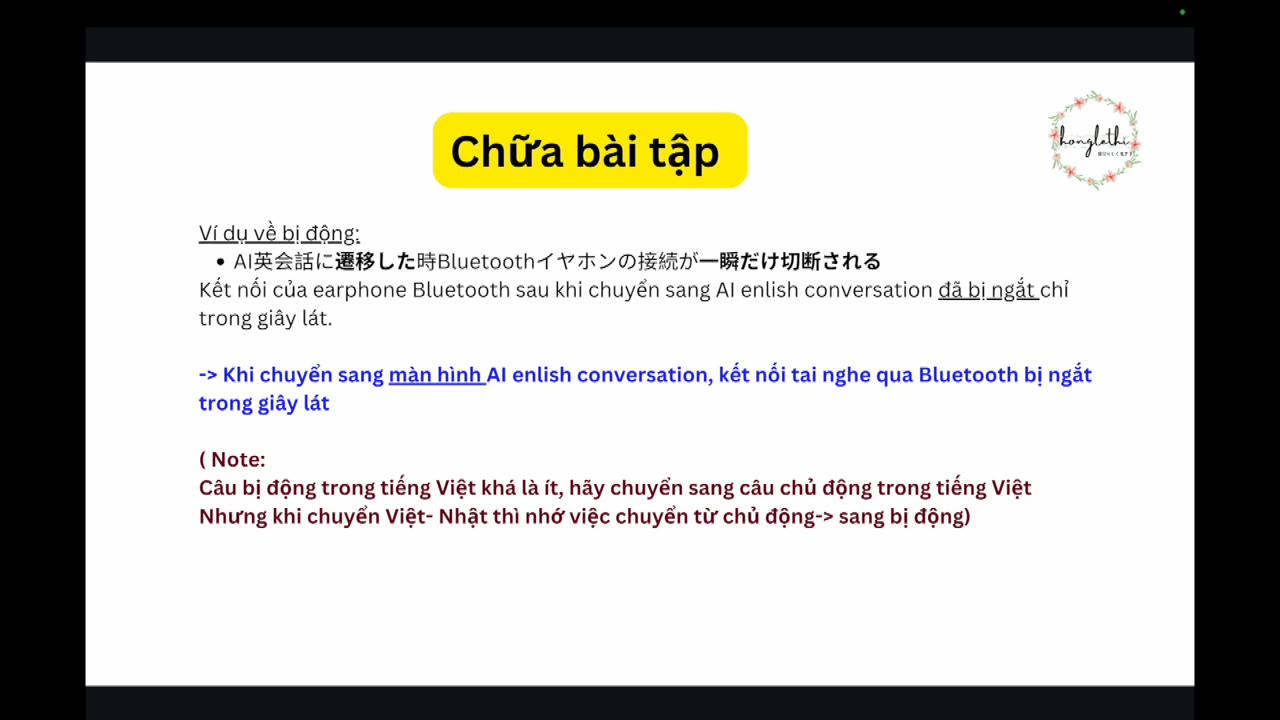 Chữa bài tập
honglathi
Ví dụ về bị động:
• AI英会話に遷移した時Bluetoothイヤホンの接続が一瞬だけ切断される
Kết nối của earphone Bluetooth sau khi chuyển sang AI enlish conversation đã bị ngắt chỉ
trong giây lát.
-> Khi chuyển sang màn hình AI enlish conversation, kết nối tai nghe qua Bluetooth bị ngắt
trong giây lát
( Note:
Câu bị động trong tiếng Việt khá là ít, hãy chuyển sang câu chủ động trong tiếng Việt
Nhưng khi chuyển Việt- Nhật thì nhớ việc chuyển từ chủ động-> sang bị động)